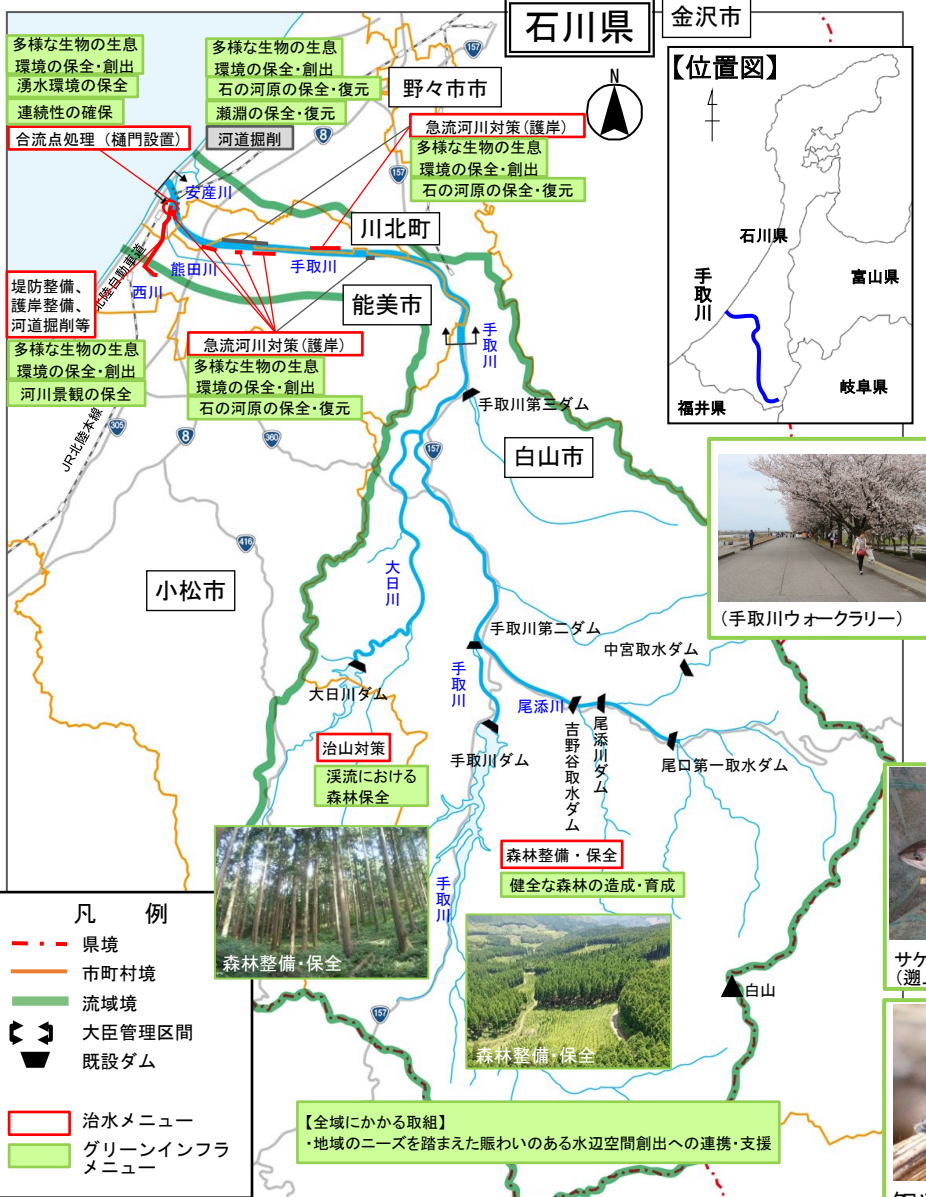 石川県
金沢市
157
多様な生物の生息
環境の保全・創出
湧水環境の保全
連続性の確保
合流点処理（樋門設置）
多様な生物の生息
環境の保全・創出
石の河原の保全・復元
瀬淵の保全・復元
河道掘削
8
野々市市
急流河川対策(護岸)
多様な生物の生息
環境の保全・創出
石の河原の保全・復元
157
N
【位置図】
石川県
富山県
手取川
岐阜県
福井県
安産川
川北町
熊田川
手取川
北陸自動車道
西川
能美市
堤防整備、
護岸整備、
河道掘削等
多様な生物の生息
環境の保全・創出
河川景観の保全
急流河川対策(護岸)
多様な生物の生息
環境の保全・創出
石の河原の保全・復元
手取川
手取川第三ダム
JR北陸本線
305
8
360
157
白山市
416
小松市
大日川
(手取川ウォークラリー)
手取川第二ダム
中宮取水ダム
手取川
尾添川
大日川ダム
手取川ダム
吉野谷取水ダム
尾添川ダム
尾口第一取水ダム
治山対策
渓流における
森林保全
森林整備・保全
健全な森林の造成・育成
手取川
森林整備・保全
森林整備・保全
サケ
(遡上
白山
157
凡　例
県境
市町村境
流域境
大臣管理区間
既設ダム
治水メニュー
グリーンインフラ
メニュー
【全域にかかる取組】
・地域のニーズを踏まえた賑わいのある水辺空間創出への連携・支援